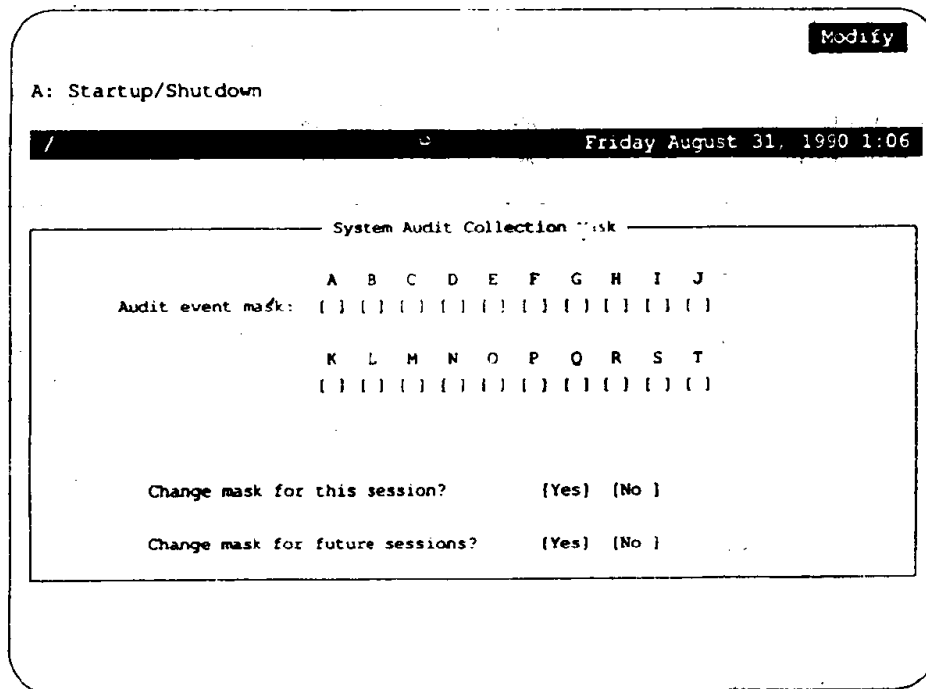 Modify
A: Startup/Shutdown
/ Friday August 31, 1990 1:06
System Audit Collection
A B C D E F G H I J
Audit event mask: [ ] [ ] [ ] [ ] [ ] [ ] [ ] [ ] [ ] [ ]
K L M N O P Q R S T
[ ] [ ] [ ] [ ] [ ] [ ] [ ] [ ] [ ] [ ]
Change mask for this session? [Yes] [No ]
Change mask for future sessions? [Yes] [No ]